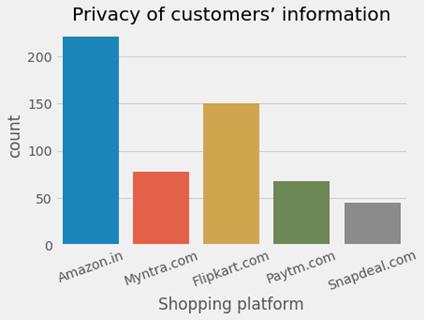 Privacy of customers’ information
200
150
100
50
0
count
Amazon.in
Myntra.com
Flipkart.com
Paytm.com
Snapdeal.com
Shopping platform